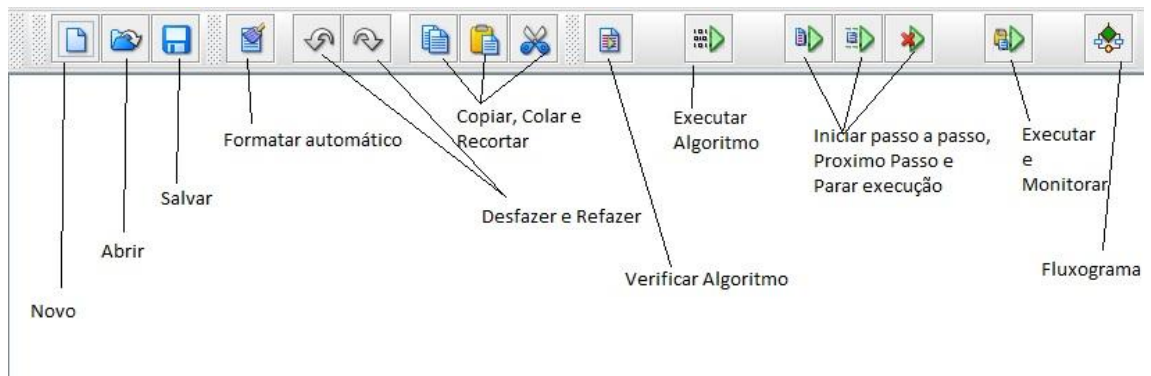 Copiar, Colar e
Recortar
Executar
Algoritmo
Formatar automático
Iniciar passo a passo,
Proximo Passo e
Parar execução
Executar
e
Monitorar
Salvar
Desfazer e Refazer
Abrir
Verificar Algoritmo
Fluxograma
Novo